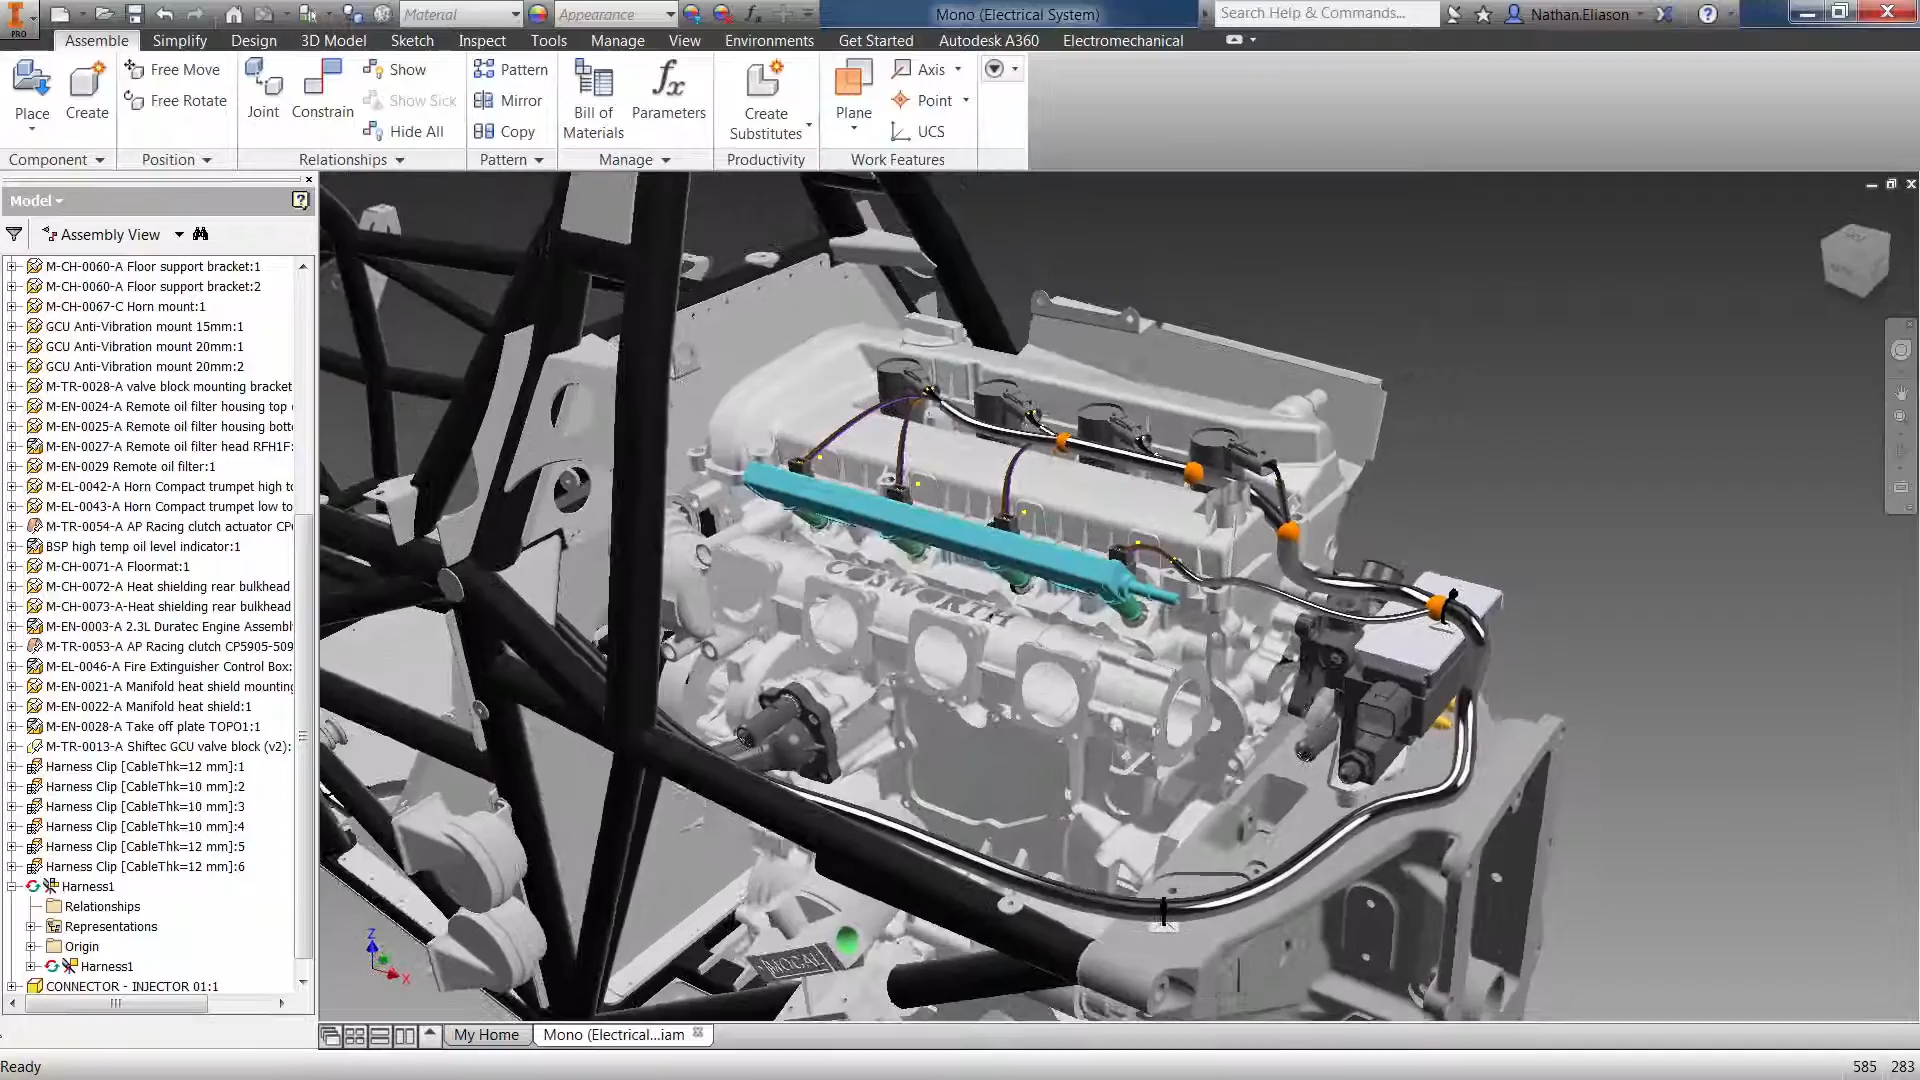 PRO
Material
Appearance
Mono (Electrical System)
Search Help & Commands...
Nathan.Eliason
Assemble Simplify Design 3D Model Sketch Inspect Tools Manage View Environments Get Started Autodesk A360 Electromechanical
Place
Create
Free Move
Free Rotate
Joint
Constrain
Show
Show Sick
Hide All
Pattern
Mirror
Copy
Bill of
Materials
Parameters
Create
Substitutes
Plane
Axis
Point
UCS
Component Position Relationships Pattern Manage Productivity Work Features
Model
Assembly View
M-CH-0060-A Floor support bracket:1
M-CH-0060-A Floor support bracket:2
M-CH-0067-C Horn mount:1
GCU Anti-Vibration mount 15mm:1
GCU Anti-Vibration mount 20mm:1
GCU Anti-Vibration mount 20mm:2
M-TR-0028-A valve block mounting bracket
M-EN-0024-A Remote oil filter housing top
M-EN-0025-A Remote oil filter housing bott
M-EN-0027-A Remote oil filter head RFH1F:
M-EN-0029 Remote oil filter:1
M-EL-0042-A Horn Compact trumpet high to
M-EL-0043-A Horn Compact trumpet low to
M-TR-0054-A AP Racing clutch actuator CP
BSP high temp oil level indicator:1
M-CH-0071-A Floormat:1
M-CH-0072-A Heat shielding rear bulkhead
M-CH-0073-A-Heat shielding rear bulkhead
M-EN-0003-A 2.3L Duratec Engine Assembl
M-TR-0053-A AP Racing clutch CP5905-509
M-EL-0046-A Fire Extinguisher Control Box:
M-EN-0021-A Manifold heat shield mounting
M-EN-0022-A Manifold heat shield:1
M-EN-0028-A Take off plate TOPO1:1
M-TR-0013-A Shiftec GCU valve block (v2):
Harness Clip [CableThk=12 mm]:1
Harness Clip [CableThk=10 mm]:2
Harness Clip [CableThk=10 mm]:3
Harness Clip [CableThk=10 mm]:4
Harness Clip [CableThk=12 mm]:5
Harness Clip [CableThk=12 mm]:6
Harness1
Relationships
Representations
Origin
Harness1
CONNECTOR - INJECTOR 01:1
COSWORTH
MOCAL
Z
X
My Home
Mono (Electrical...iam
Ready
585 283